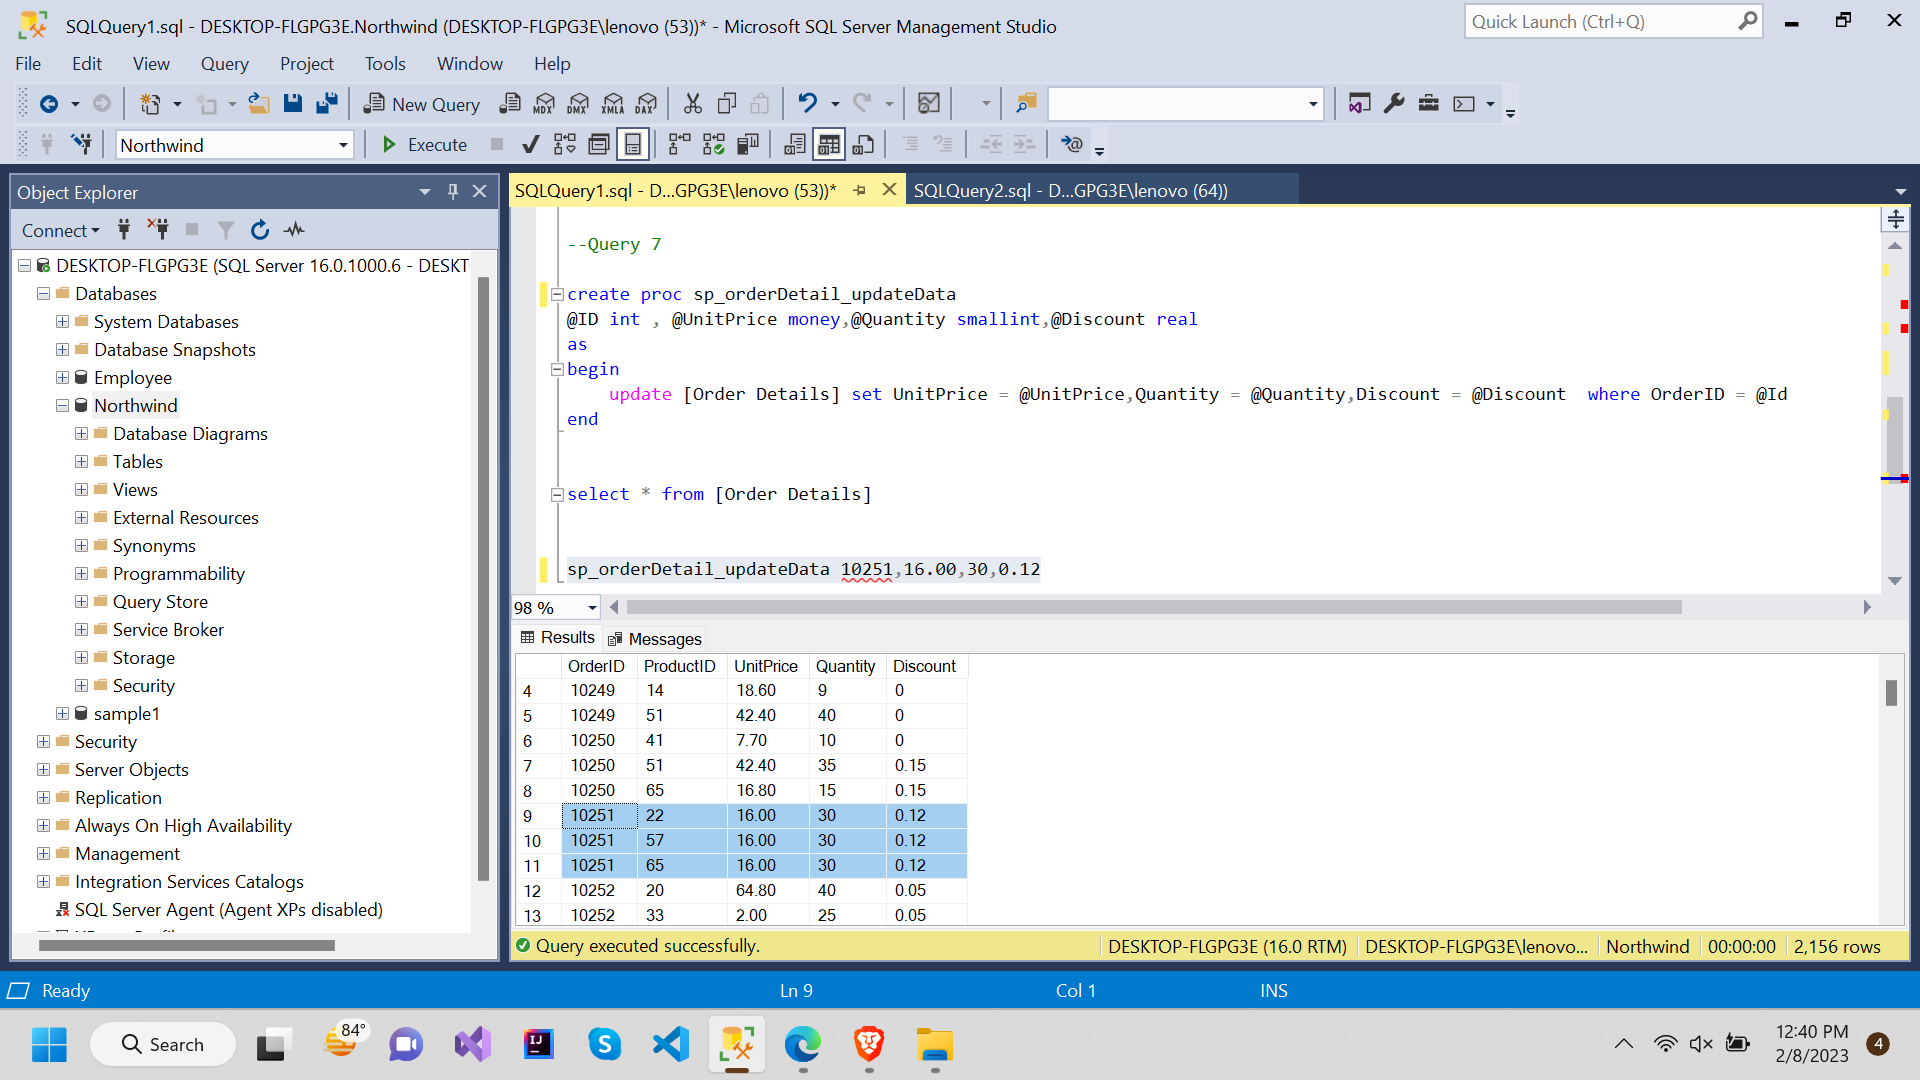 SQLQuery1.sql - DESKTOP-FLGPG3E.Northwind (DESKTOP-FLGPG3E\lenovo (53))* - Microsoft SQL Server Management Studio
Quick Launch (Ctrl+Q)
File Edit View Query Project Tools Window Help
New Query MDX DMX XMLA DAX
Northwind Execute
Object Explorer
Connect
DESKTOP-FLGPG3E (SQL Server 16.0.1000.6 - DESKT
Databases
System Databases
Database Snapshots
Employee
Northwind
Database Diagrams
Tables
Views
External Resources
Synonyms
Programmability
Query Store
Service Broker
Storage
Security
sample1
Security
Server Objects
Replication
Always On High Availability
Management
Integration Services Catalogs
SQL Server Agent (Agent XPs disabled)
SQLQuery1.sql - D...GPG3E\lenovo (53))* SQLQuery2.sql - D...GPG3E\lenovo (64))
--Query 7
create proc sp_orderDetail_updateData
@ID int , @UnitPrice money,@Quantity smallint,@Discount real
as
begin
update [Order Details] set UnitPrice = @UnitPrice,Quantity = @Quantity,Discount = @Discount  where OrderID = @Id
end
select * from [Order Details]
sp_orderDetail_updateData 10251,16.00,30,0.12
98 %
Results Messages
OrderID ProductID UnitPrice Quantity Discount
4 10249 14 18.60 9 0
5 10249 51 42.40 40 0
6 10250 41 7.70 10 0
7 10250 51 42.40 35 0.15
8 10250 65 16.80 15 0.15
9 10251 22 16.00 30 0.12
10 10251 57 16.00 30 0.12
11 10251 65 16.00 30 0.12
12 10252 20 64.80 40 0.05
13 10252 33 2.00 25 0.05
Query executed successfully. DESKTOP-FLGPG3E (16.0 RTM) DESKTOP-FLGPG3E\lenovo... Northwind 00:00:00 2,156 rows
Ready Ln 9 Col 1 INS
Search 84° IJ 12:40 PM
2/8/2023 4